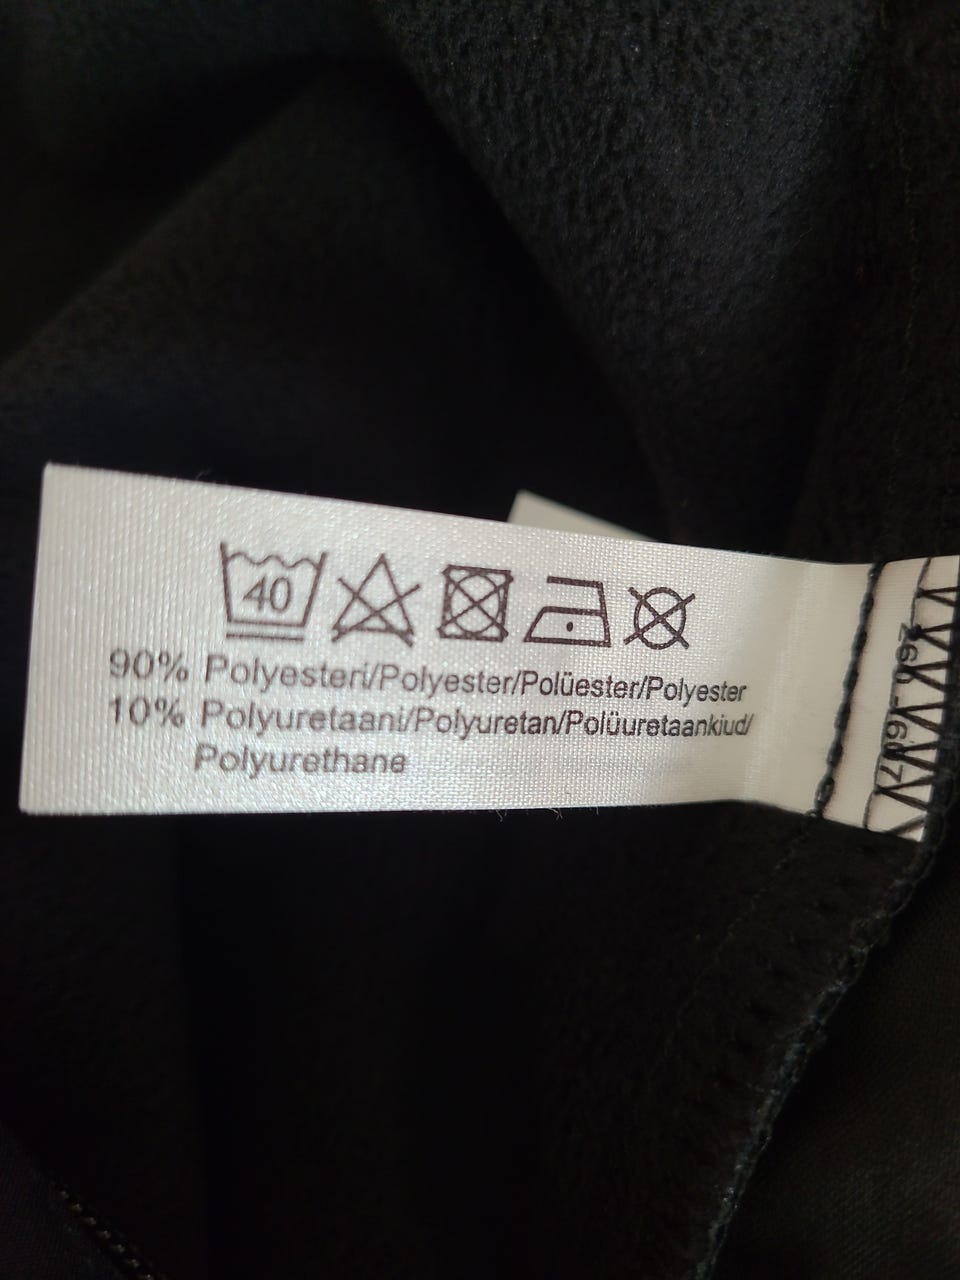 40
90% Polyesteri/Polyester/Polüester/Polyester
10% Polyuretaani/Polyuretan/Polüuretaankiud/
Polyurethane